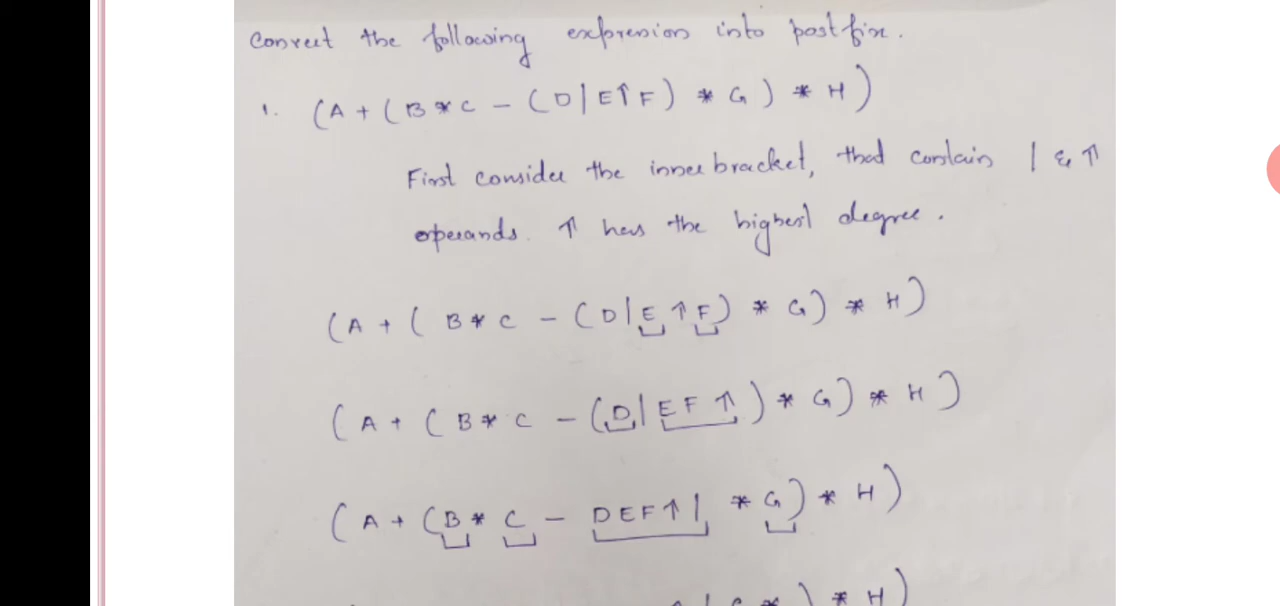 Convert the following expression into postfix.
1. (A + (B * C - (D / E ↑ F) * G) * H)
First consider the inner bracket, that contain / & ↑
operands. ↑ has the highest degree.
(A + ( B * C - (D / E ↑ F) * G) * H)
(A + ( B * C - (D / EF ↑ ) * G) * H )
(A + (B * C - DEF↑/ * G) * H)
* H)